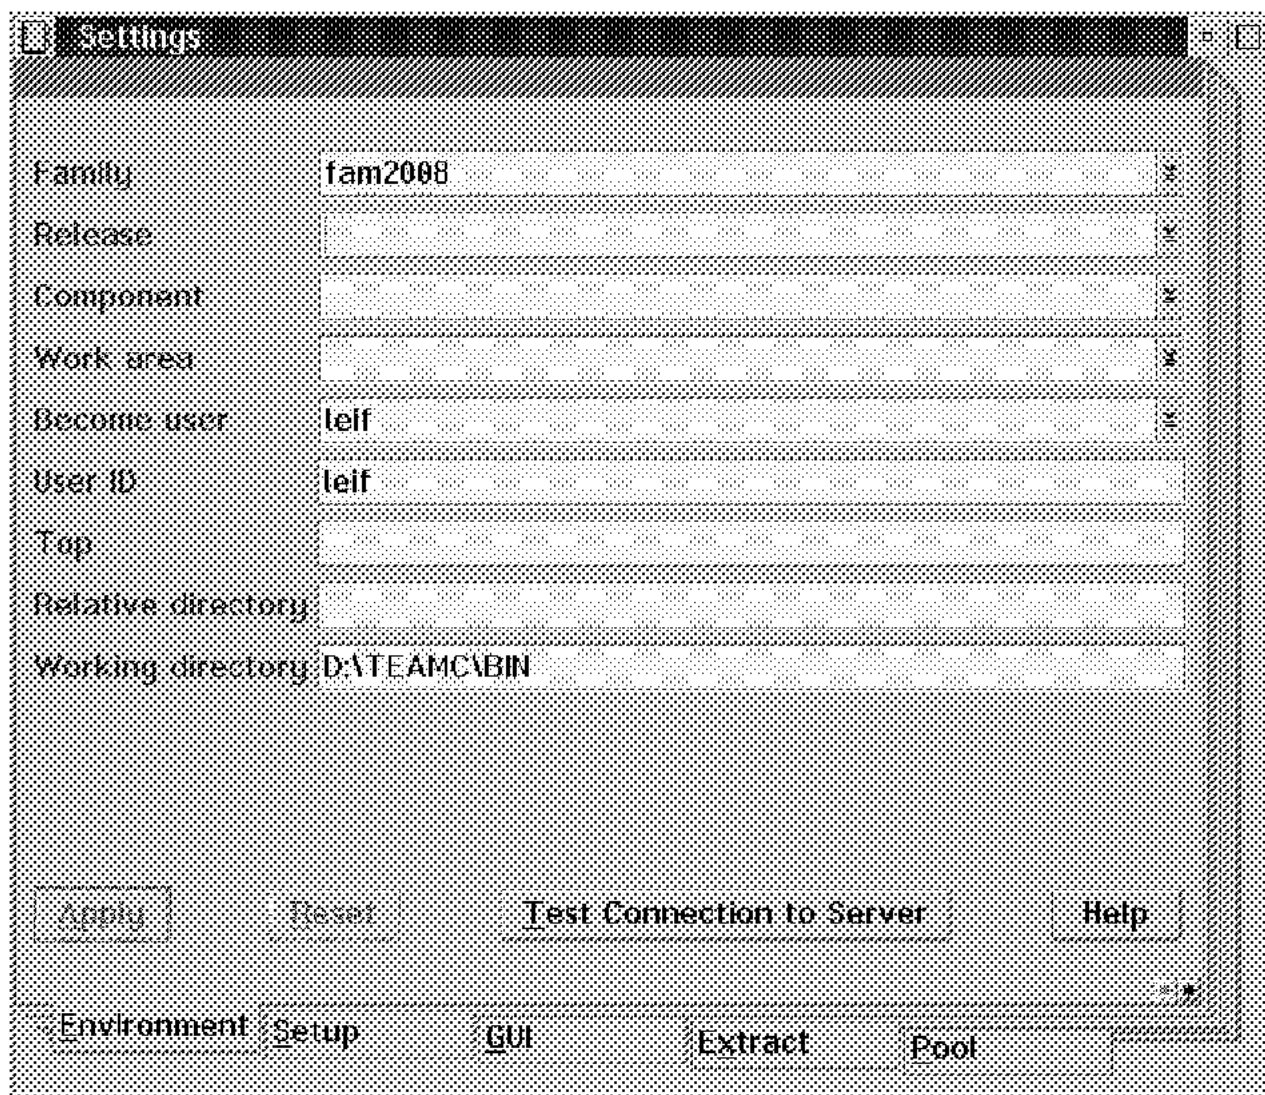 Settings
Family fam2008
Release
Component
Work area
Become user leif
User ID leif
Top
Relative directory
Working directory D:\TEAMC\BIN
Apply Reset Test Connection to Server Help
Environment Setup GUI Extract Pool